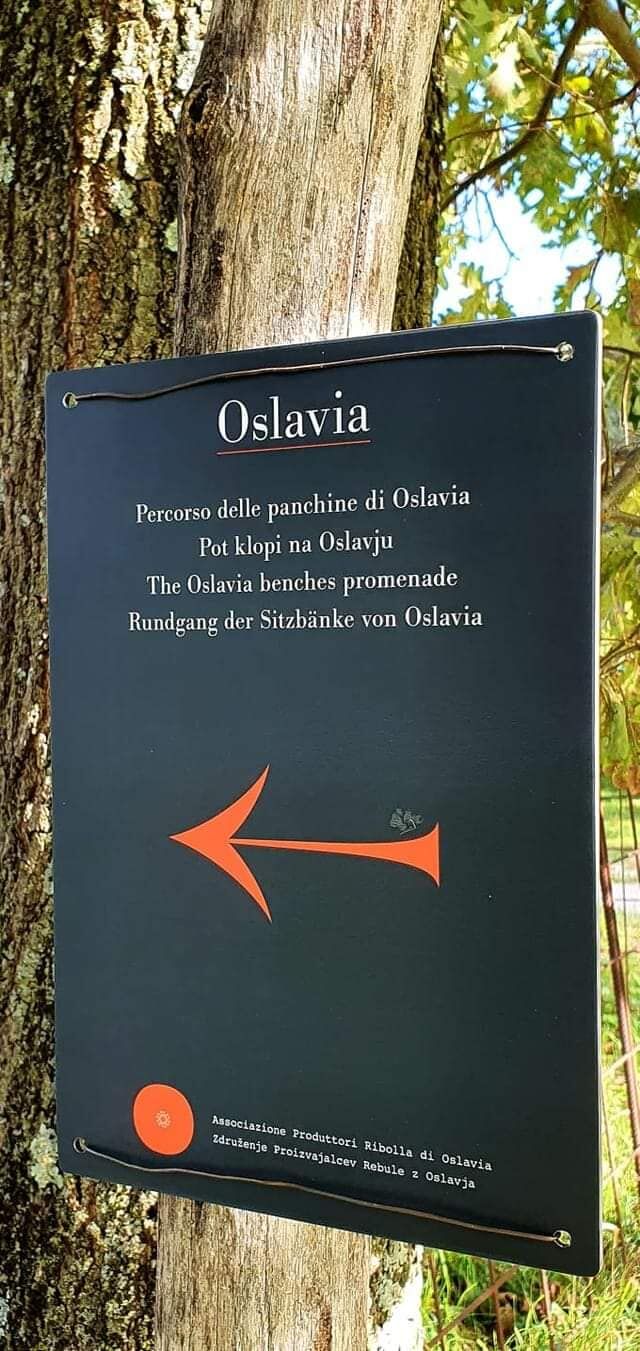 Oslavia
Percorso delle panchine di Oslavia
Pot klopi na Oslavju
The Oslavia benches promenade
Rundgang der Sitzbänke von Oslavia
Associazione Produttori Ribolla di Oslavia
Združenje Proizvajalcev Rebule z Oslavja